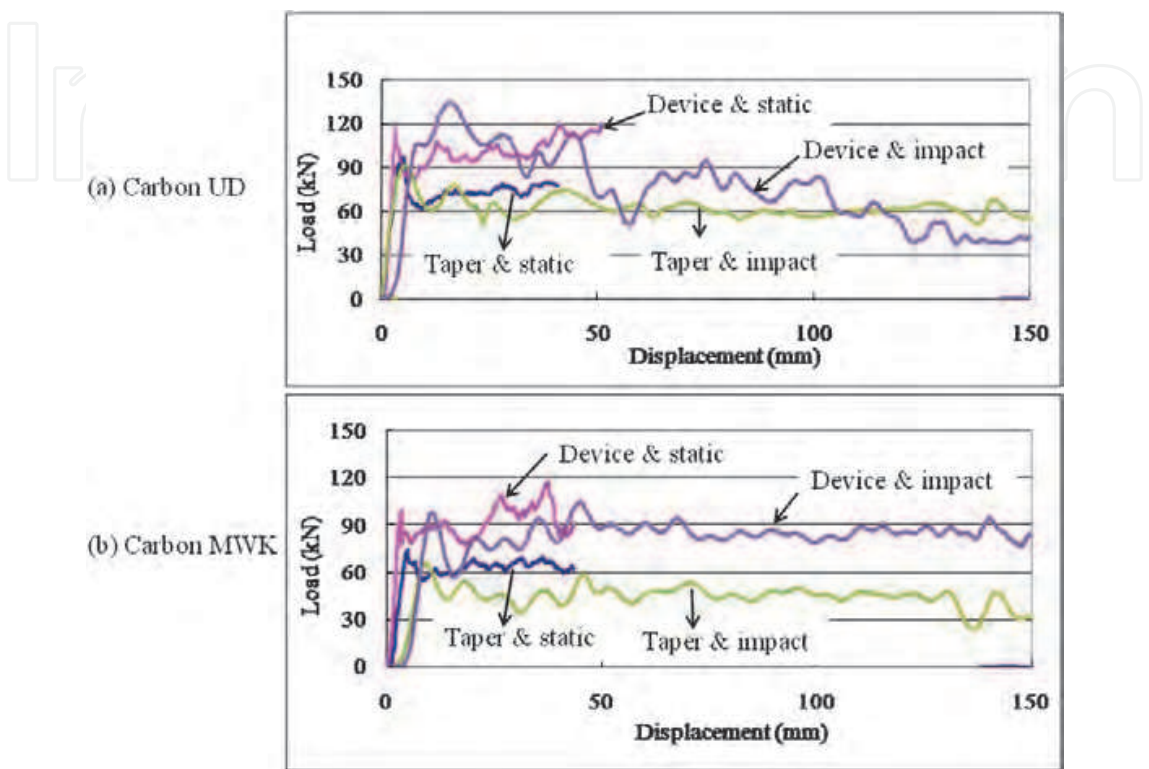 (a) Carbon UD
Load (kN)
150
120
90
60
30
0
Device & static
Device & impact
Taper & static
Taper & impact
0 50 100 150
Displacement (mm)
(b) Carbon MWK
Load (kN)
150
120
90
60
30
0
Device & static
Device & impact
Taper & static
Taper & impact
0 50 100 150
Displacement (mm)